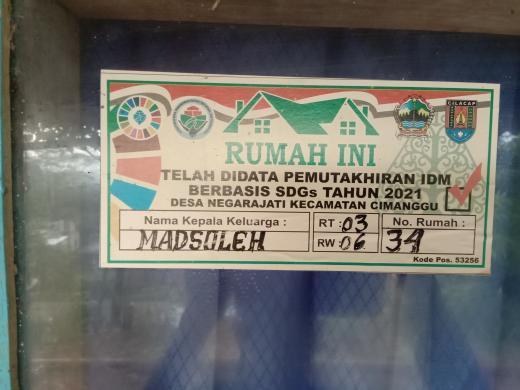 CILACAP
RUMAH INI
TELAH DIDATA PEMUTAKHIRAN IDM
BERBASIS SDGs TAHUN 2021
DESA NEGARAJATI KECAMATAN CIMANGGU
Nama Kepala Keluarga :
MADSOLEH
RT : 03
RW : 06
No. Rumah :
34
Kode Pos. 53256